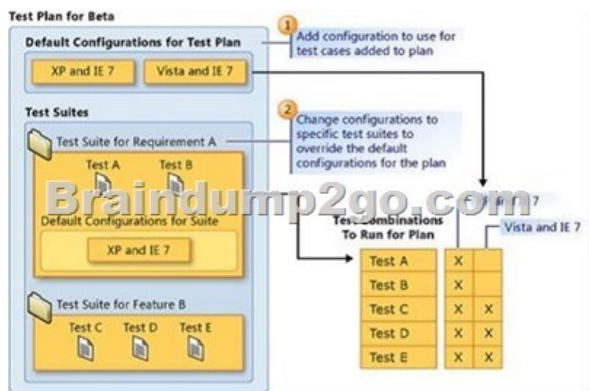 Test Plan for Beta
Default Configurations for Test Plan
XP and IE 7
Vista and IE 7
1
Add configuration to use for
test cases added to plan
Test Suites
Test Suite for Requirement A
Test A
Test B
2
Change configurations to
specific test suites to
override the default
configurations for the plan
Braindump2go.com
Default Configurations for Suite
XP and IE 7
Test Combinations
To Run for Plan
7
Vista and IE 7
Test A X
Test B X
Test C X X
Test D X X
Test E X X
Test Suite for Feature B
Test C
Test D
Test E